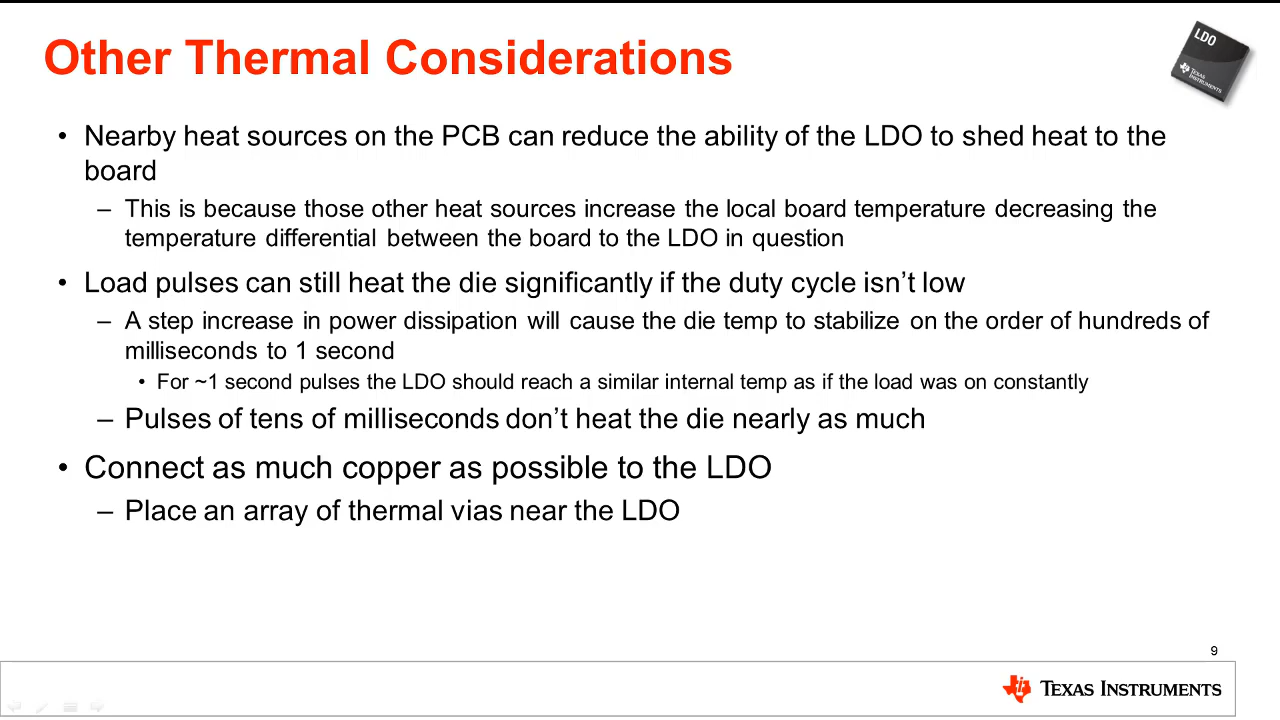 Other Thermal Considerations
LDO
TEXAS
INSTRUMENTS
• Nearby heat sources on the PCB can reduce the ability of the LDO to shed heat to the
board
– This is because those other heat sources increase the local board temperature decreasing the
temperature differential between the board to the LDO in question
• Load pulses can still heat the die significantly if the duty cycle isn’t low
– A step increase in power dissipation will cause the die temp to stabilize on the order of hundreds of
milliseconds to 1 second
• For ~1 second pulses the LDO should reach a similar internal temp as if the load was on constantly
– Pulses of tens of milliseconds don’t heat the die nearly as much
• Connect as much copper as possible to the LDO
– Place an array of thermal vias near the LDO
9
TEXAS INSTRUMENTS